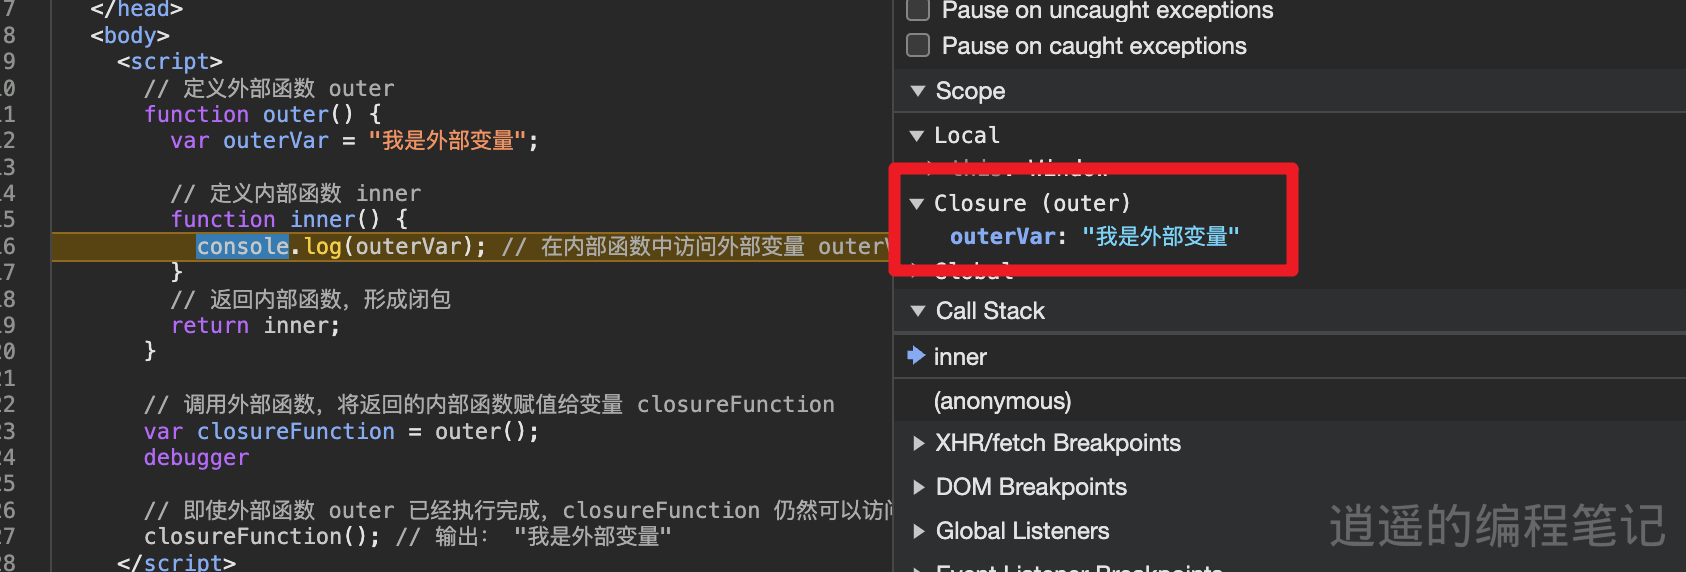 7 </head>
8 <body>
9 <script>
10 // 定义外部函数 outer
11 function outer() {
12 var outerVar = "我是外部变量";
13
14 // 定义内部函数 inner
15 function inner() {
16 console.log(outerVar); // 在内部函数中访问外部变量 outerV
17 }
18 // 返回内部函数，形成闭包
19 return inner;
20 }
21
22 // 调用外部函数，将返回的内部函数赋值给变量 closureFunction
23 var closureFunction = outer();
24 debugger
25
26 // 即使外部函数 outer 已经执行完成，closureFunction 仍然可以访问
27 closureFunction(); // 输出： "我是外部变量"
28 </script>
Pause on uncaught exceptions
Pause on caught exceptions
Scope
Local
this: Window
Closure (outer)
outerVar: "我是外部变量"
Global
Call Stack
inner
(anonymous)
XHR/fetch Breakpoints
DOM Breakpoints
Global Listeners
Event Listener Breakpoints
逍遥的编程笔记